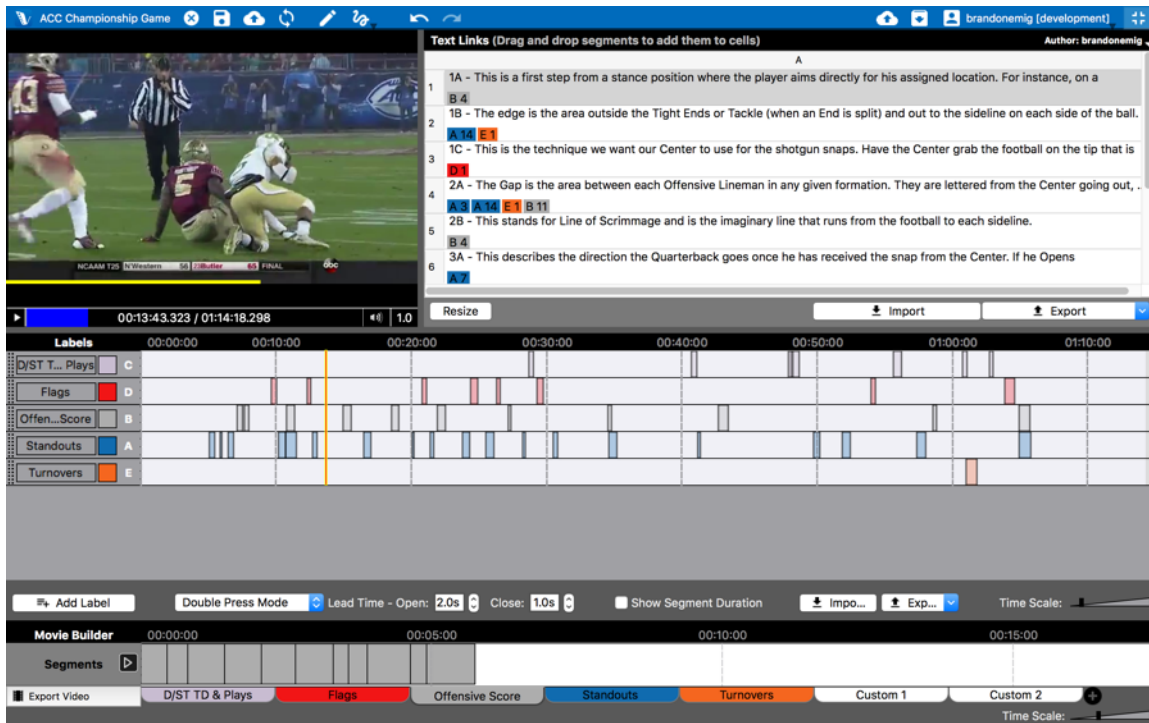 ACC Championship Game
brandonemig [development]
Text Links (Drag and drop segments to add them to cells)
Author: brandonemig
A
1
1A - This is a first step from a stance position where the player aims directly for his assigned location. For instance, on a
B 4
2
1B - The edge is the area outside the Tight Ends or Tackle (when an End is split) and out to the sideline on each side of the ball.
A 14 E 1
3
1C - This is the technique we want our Center to use for the shotgun snaps. Have the Center grab the football on the tip that is
D 1
4
2A - The Gap is the area between each Offensive Lineman in any given formation. They are lettered from the Center going out, .
A 3 A 14 E 1 B 11
5
2B - This stands for Line of Scrimmage and is the imaginary line that runs from the football to each sideline.
B 4
6
3A - This describes the direction the Quarterback goes once he has received the snap from the Center. If he Opens
A 7
5
NCAAM T25 N'Western 56 23Butler 65 FINAL abc
00:13:43.323 / 01:14:18.298 1.0
Resize Import Export
Labels 00:00:00 00:10:00 00:20:00 00:30:00 00:40:00 00:50:00 01:00:00 01:10:00
D/ST T... Plays C
Flags D
Offen...Score B
Standouts A
Turnovers E
Add Label Double Press Mode Lead Time - Open: 2.0s Close: 1.0s Show Segment Duration Impo... Exp... Time Scale:
Movie Builder 00:00:00 00:05:00 00:10:00 00:15:00
Segments
Export Video D/ST TD & Plays Flags Offensive Score Standouts Turnovers Custom 1 Custom 2
Time Scale: